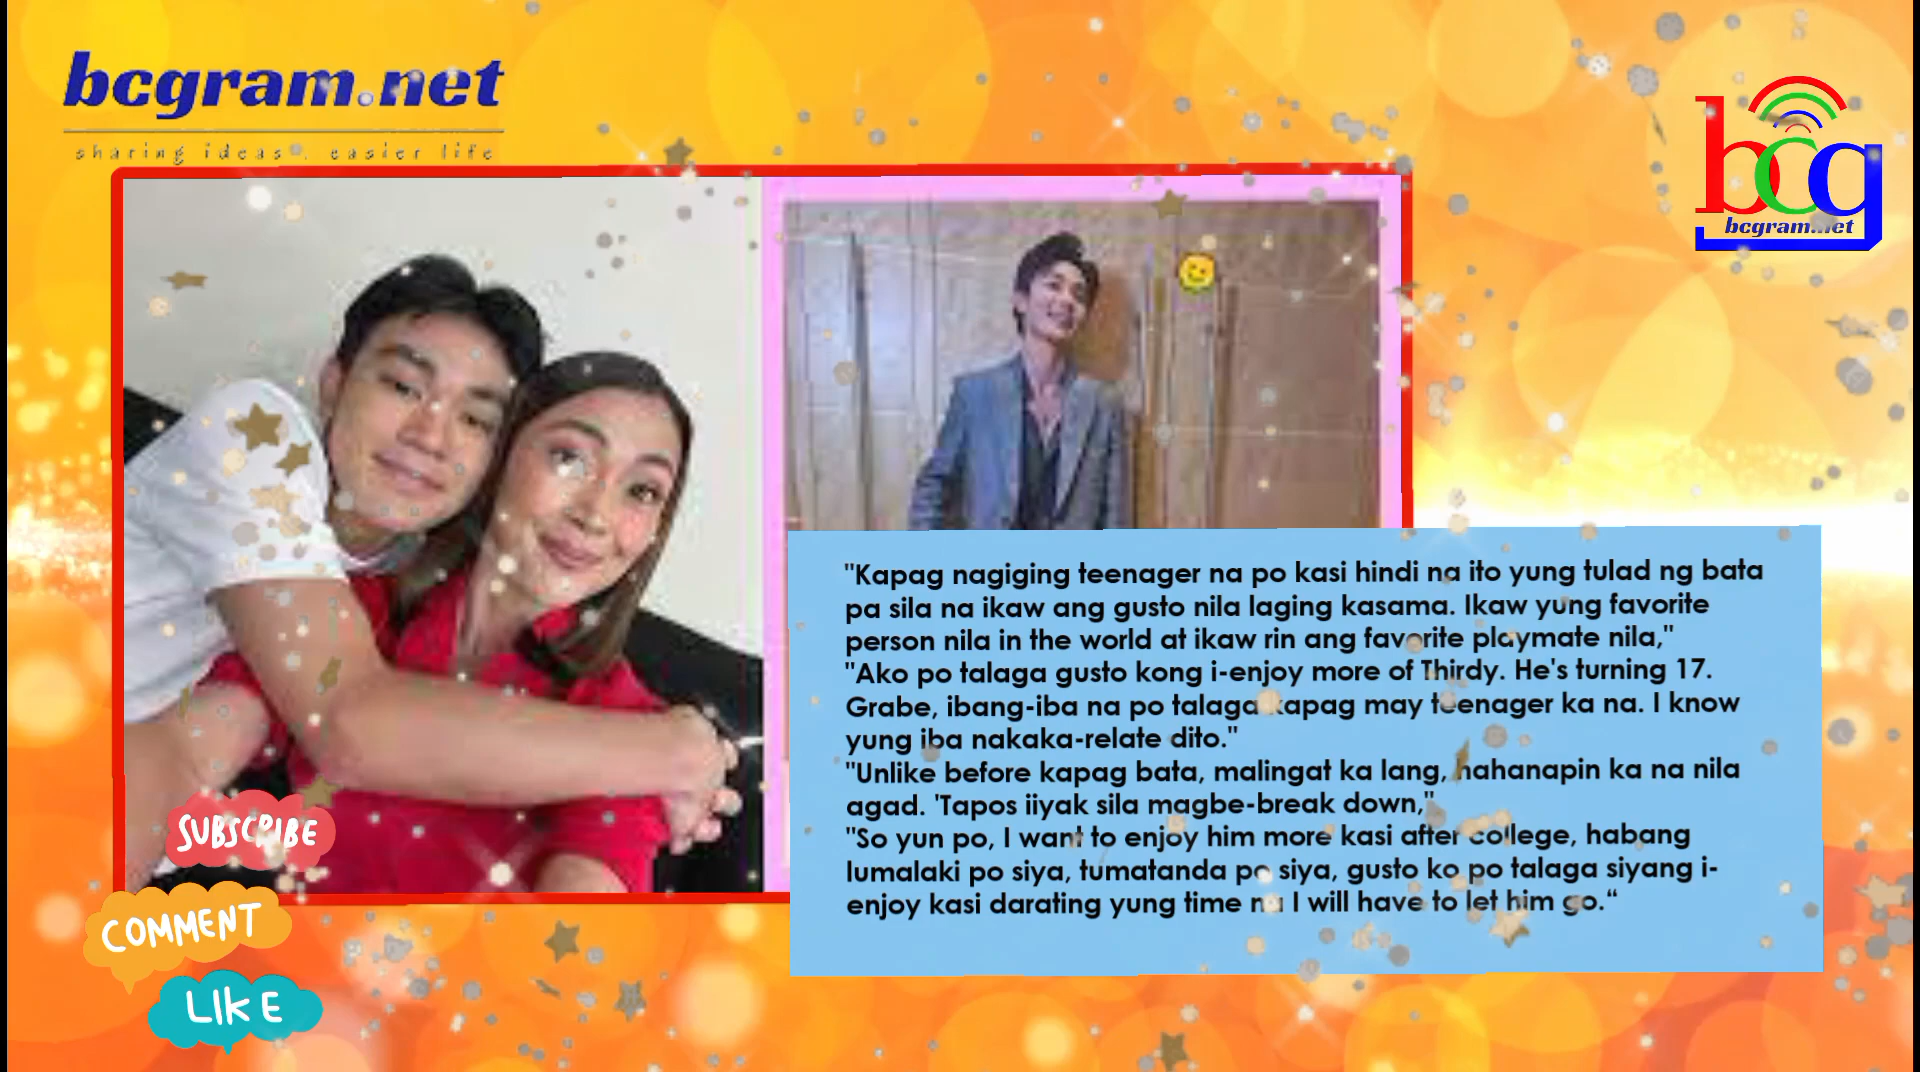 bcgram.net
sharing ideas . easier life
bcg
bcgram.net
"Kapag nagiging teenager na po kasi hindi na ito yung tulad ng bata
pa sila na ikaw ang gusto nila laging kasama. Ikaw yung favorite
person nila in the world at ikaw rin ang favorite playmate nila,"
"Ako po talaga gusto kong i-enjoy more of Thirdy. He's turning 17.
Grabe, ibang-iba na po talaga kapag may teenager ka na. I know
yung iba nakaka-relate dito."
"Unlike before kapag bata, malingat ka lang, hahanapin ka na nila
agad. 'Tapos iiyak sila magbe-break down,"
"So yun po, I want to enjoy him more kasi after college, habang
lumalaki po siya, tumatanda po siya, gusto ko po talaga siyang i-
enjoy kasi darating yung time na I will have to let him go.“
SUBSCRIBE
COMMENT
LIKE